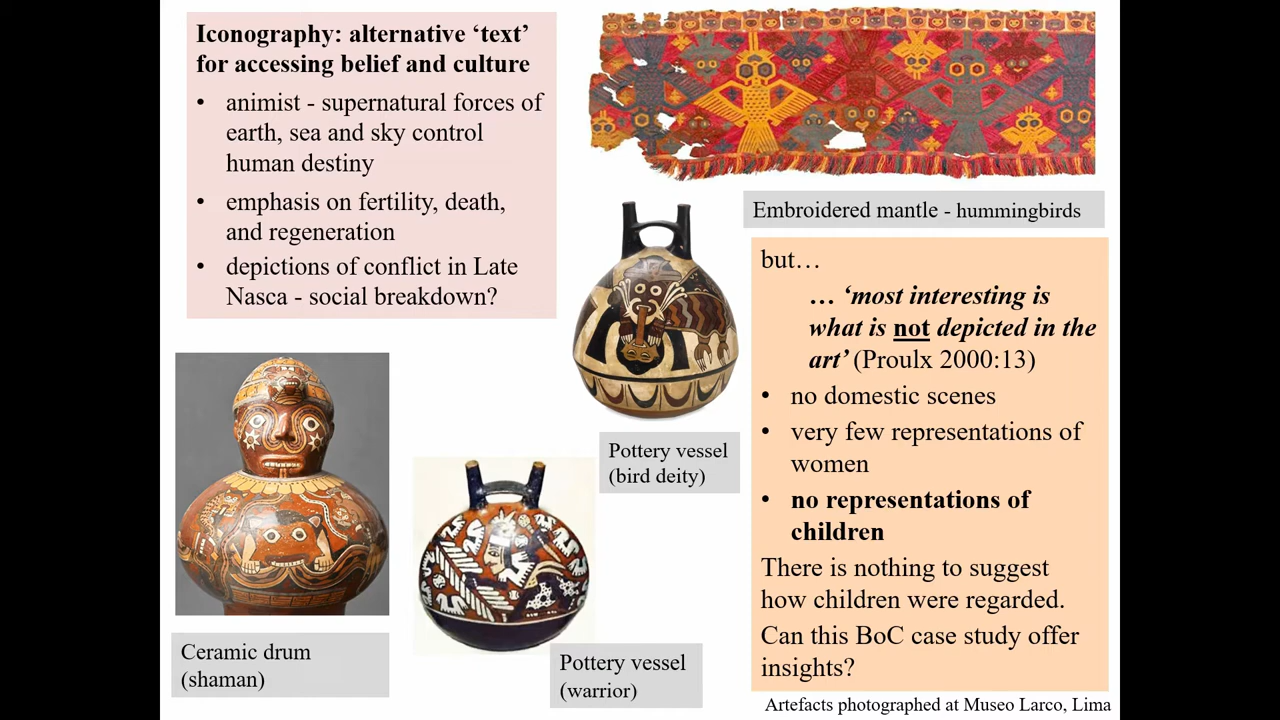 Iconography: alternative ‘text’
for accessing belief and culture
• animist - supernatural forces of
earth, sea and sky control
human destiny
• emphasis on fertility, death,
and regeneration
• depictions of conflict in Late
Nasca - social breakdown?
Embroidered mantle - hummingbirds
Pottery vessel
(bird deity)
Ceramic drum
(shaman)
Pottery vessel
(warrior)
but…
… ‘most interesting is
what is not depicted in the
art’ (Proulx 2000:13)
• no domestic scenes
• very few representations of
women
• no representations of
children
There is nothing to suggest
how children were regarded.
Can this BoC case study offer
insights?
Artefacts photographed at Museo Larco, Lima